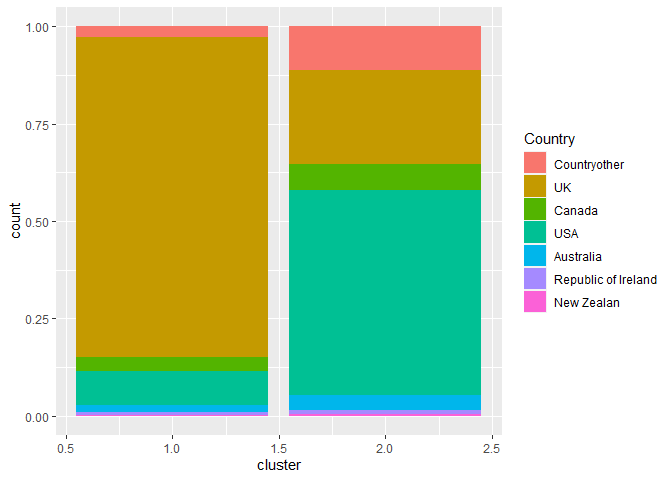 1.00
0.75
0.50
0.25
0.00
count
0.5 1.0 1.5 2.0 2.5
cluster
Country
Countryother
UK
Canada
USA
Australia
Republic of Ireland
New Zealan